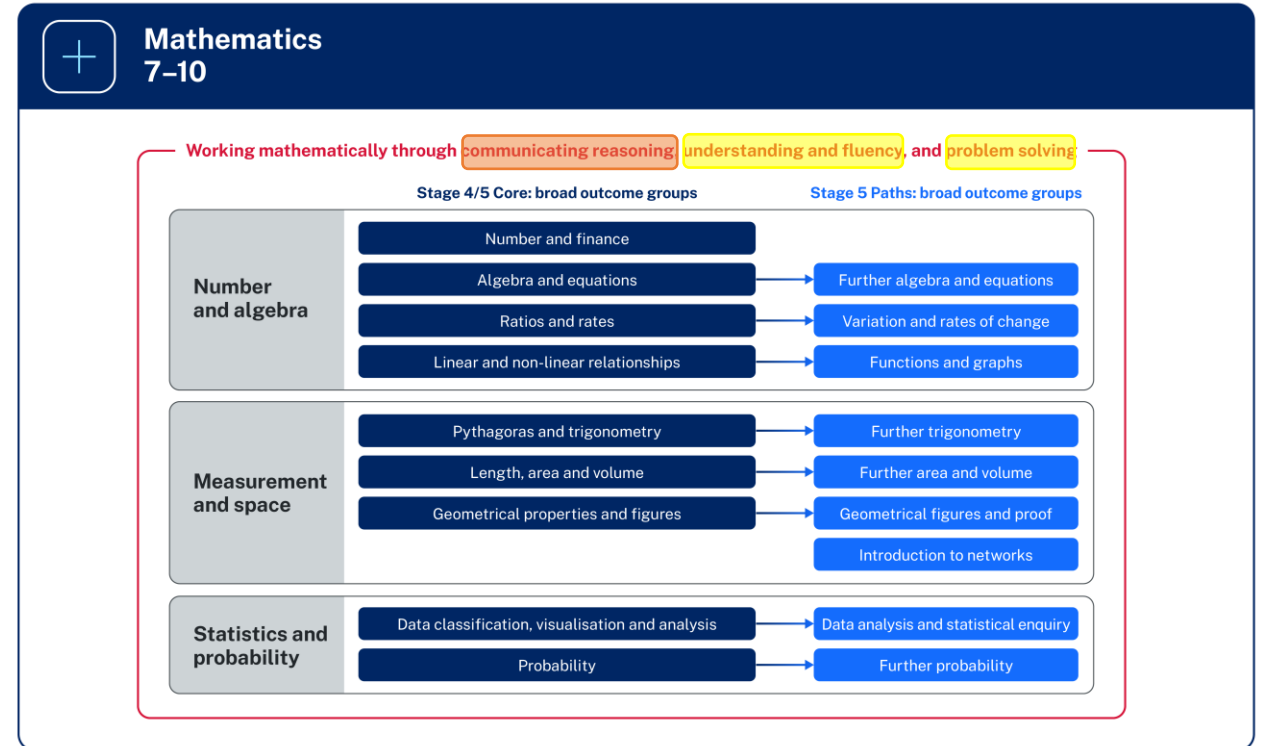 Mathematics
7–10
Working mathematically through communicating reasoning, understanding and fluency, and problem solving
Stage 4/5 Core: broad outcome groups
Stage 5 Paths: broad outcome groups
Number
and algebra
Number and finance
Algebra and equations
Further algebra and equations
Ratios and rates
Variation and rates of change
Linear and non-linear relationships
Functions and graphs
Measurement
and space
Pythagoras and trigonometry
Further trigonometry
Length, area and volume
Further area and volume
Geometrical properties and figures
Geometrical figures and proof
Introduction to networks
Statistics and
probability
Data classification, visualisation and analysis
Data analysis and statistical enquiry
Probability
Further probability